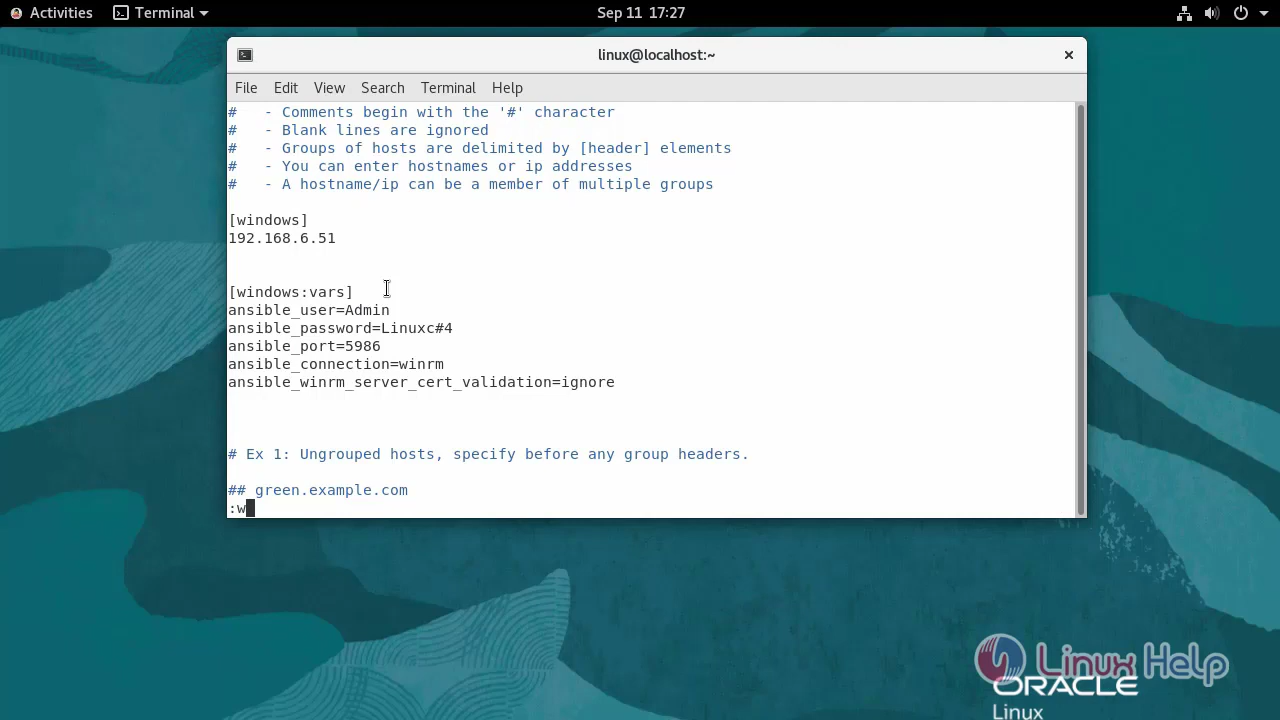 Activities Terminal Sep 11 17:27
linux@localhost:~
File Edit View Search Terminal Help
#   - Comments begin with the '#' character
#   - Blank lines are ignored
#   - Groups of hosts are delimited by [header] elements
#   - You can enter hostnames or ip addresses
#   - A hostname/ip can be a member of multiple groups
[windows]
192.168.6.51
[windows:vars]
ansible_user=Admin
ansible_password=Linuxc#4
ansible_port=5986
ansible_connection=winrm
ansible_winrm_server_cert_validation=ignore
# Ex 1: Ungrouped hosts, specify before any group headers.
## green.example.com
:w
Linux Help
ORACLE
Linux